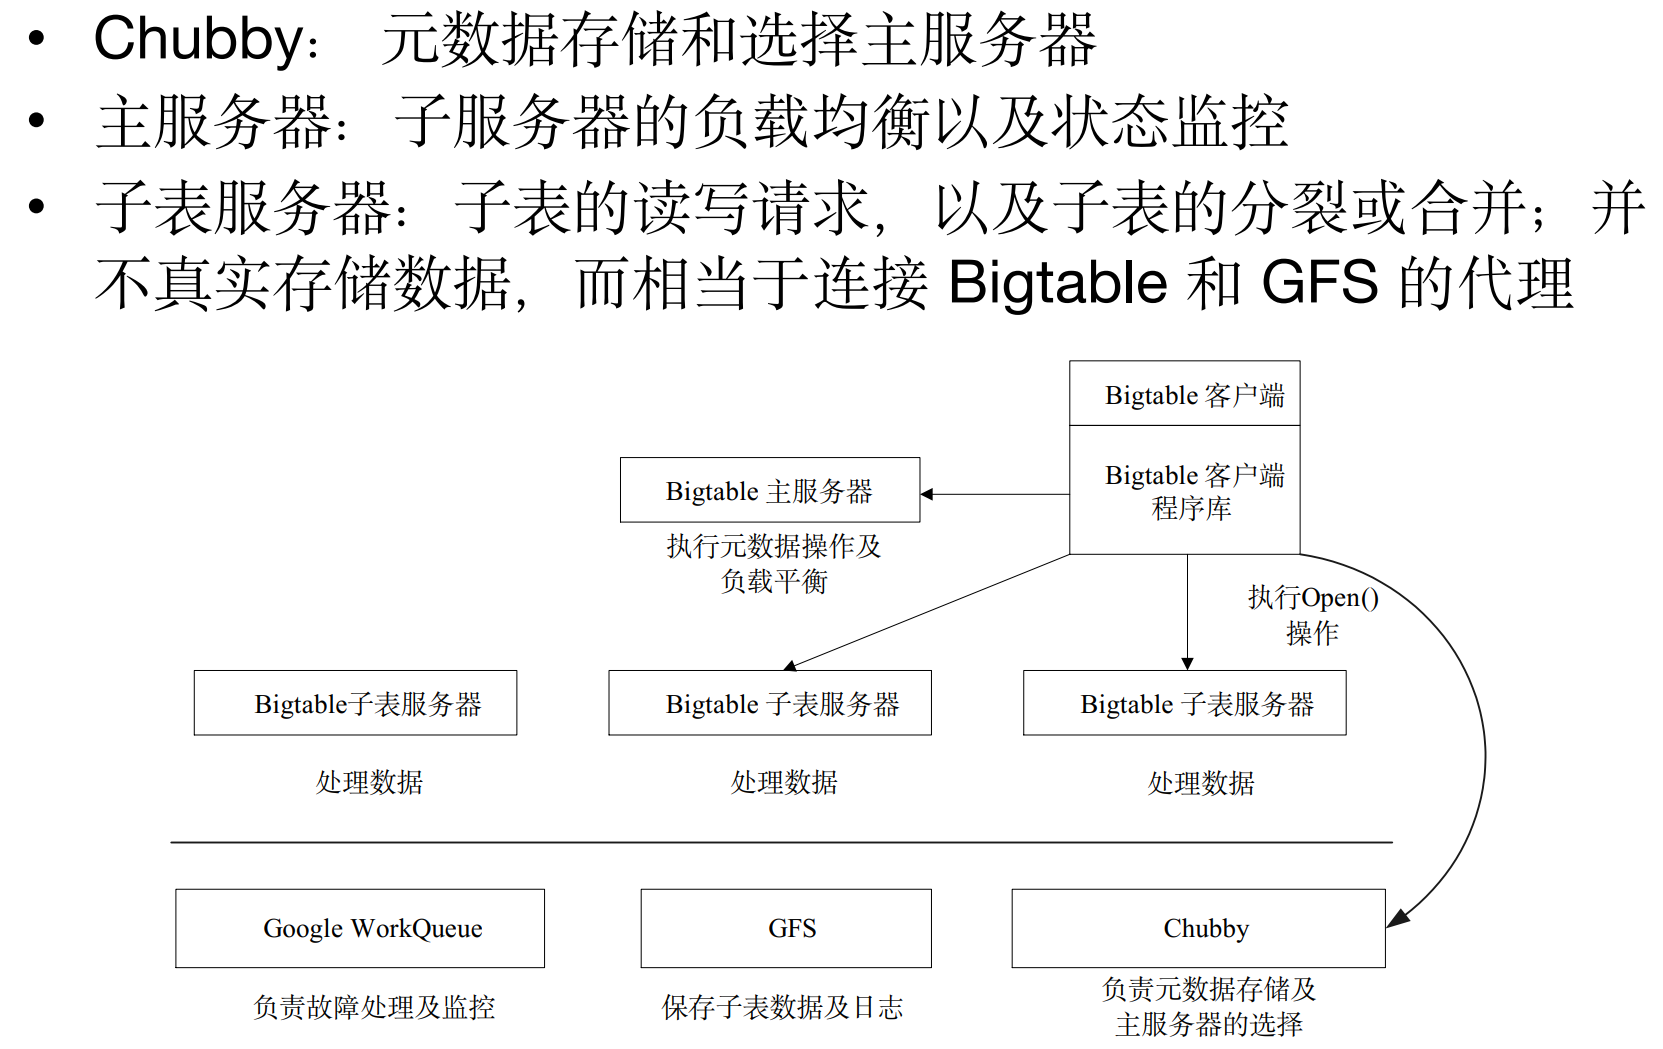 • Chubby： 元数据存储和选择主服务器
• 主服务器：子服务器的负载均衡以及状态监控
• 子表服务器：子表的读写请求，以及子表的分裂或合并；并
不真实存储数据，而相当于连接 Bigtable 和 GFS 的代理
Bigtable 客户端
Bigtable 客户端
程序库
Bigtable 主服务器
执行元数据操作及
负载平衡
执行Open()
操作
Bigtable子表服务器
Bigtable 子表服务器
Bigtable 子表服务器
处理数据
处理数据
处理数据
Google WorkQueue
GFS
Chubby
负责故障处理及监控
保存子表数据及日志
负责元数据存储及
主服务器的选择